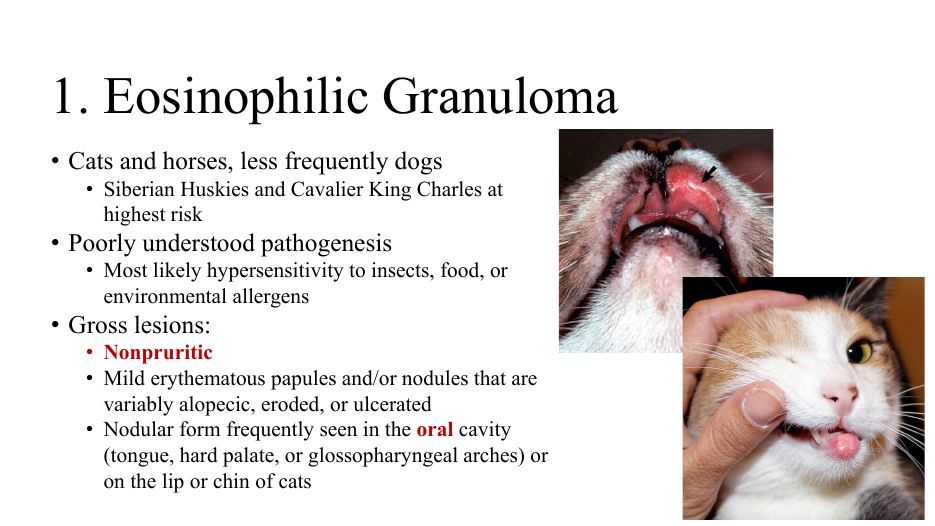 1. Eosinophilic Granuloma
• Cats and horses, less frequently dogs
• Siberian Huskies and Cavalier King Charles at
highest risk
• Poorly understood pathogenesis
• Most likely hypersensitivity to insects, food, or
environmental allergens
• Gross lesions:
• Nonpruritic
• Mild erythematous papules and/or nodules that are
variably alopecic, eroded, or ulcerated
• Nodular form frequently seen in the oral cavity
(tongue, hard palate, or glossopharyngeal arches) or
on the lip or chin of cats